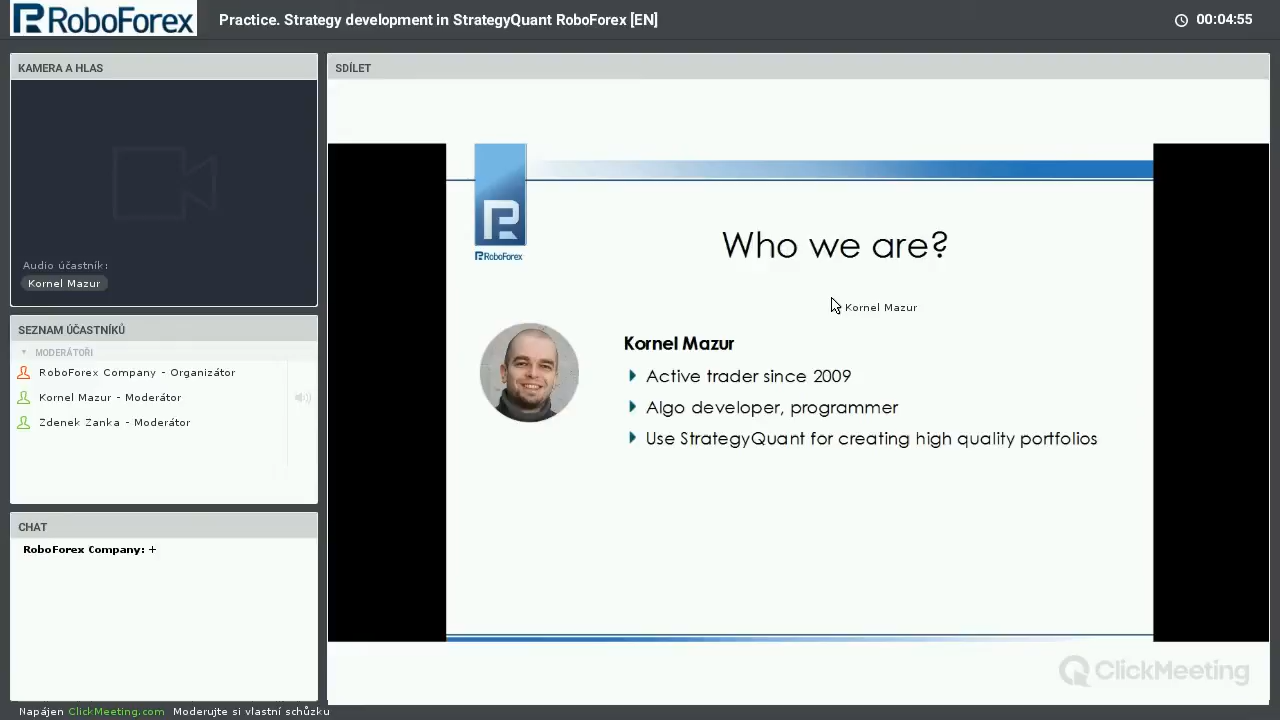 RoboForex
Practice. Strategy development in StrategyQuant RoboForex [EN]
00:04:55
KAMERA A HLAS
Audio účastník:
Kornel Mazur
SEZNAM ÚČASTNÍKŮ
MODERÁTOŘI
RoboForex Company - Organizátor
Kornel Mazur - Moderátor
Zdenek Zanka - Moderátor
CHAT
RoboForex Company: +
SDÍLET
RoboForex
Who we are?
Kornel Mazur
Kornel Mazur
Active trader since 2009
Algo developer, programmer
Use StrategyQuant for creating high quality portfolios
ClickMeeting
Napájen ClickMeeting.com Moderujte si vlastní schůzku